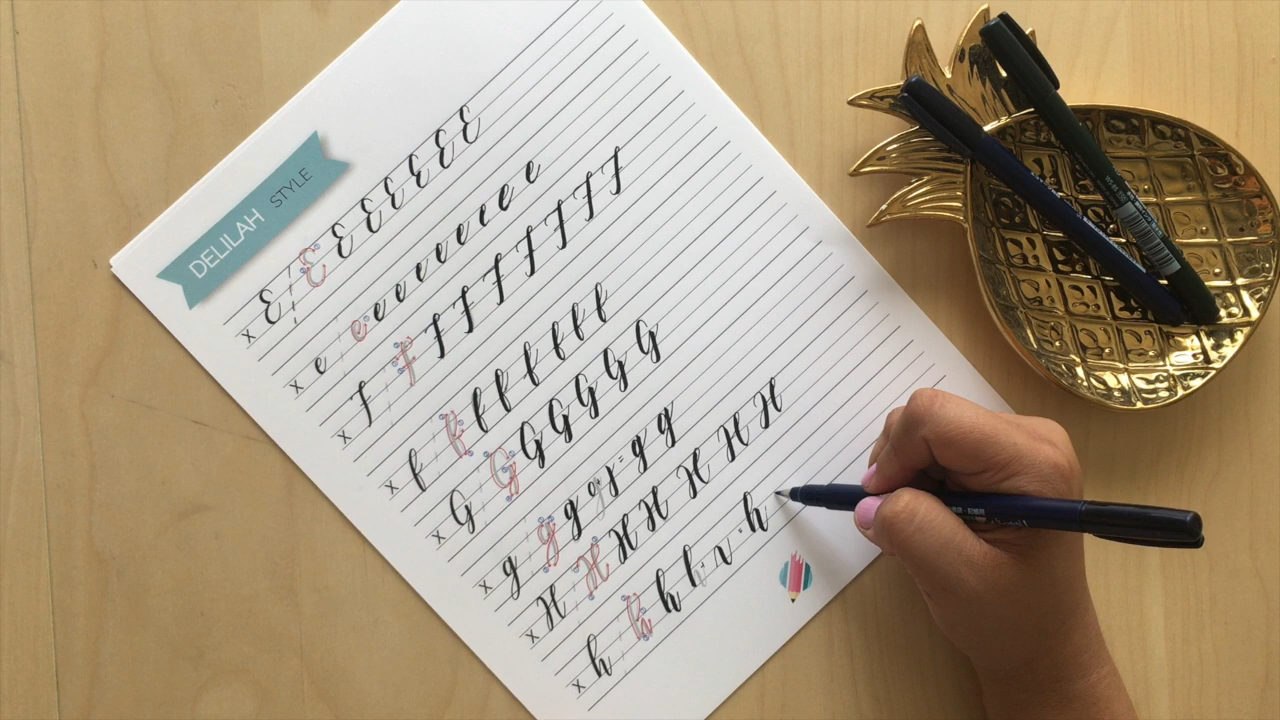 DELILAH STYLE
x E E E E E E E E
x e e e e e e e e e e
x F F F F F F F F F
x f f f f f f f f
x G G G G G G G
x g g g g g g
x H H H H H H H
x h h h h h